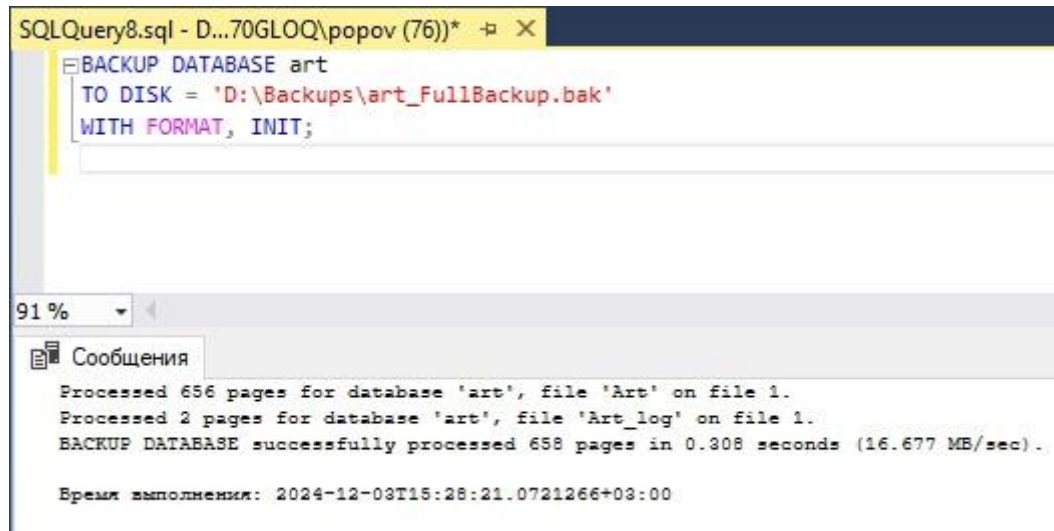 SQLQuery8.sql - D...70GLOQ\popov (76))*
BACKUP DATABASE art
TO DISK = 'D:\Backups\art_FullBackup.bak'
WITH FORMAT, INIT;
91 %
Сообщения
Processed 656 pages for database 'art', file 'Art' on file 1.
Processed 2 pages for database 'art', file 'Art_log' on file 1.
BACKUP DATABASE successfully processed 658 pages in 0.308 seconds (16.677 MB/sec).
Время выполнения: 2024-12-03T15:28:21.0721266+03:00